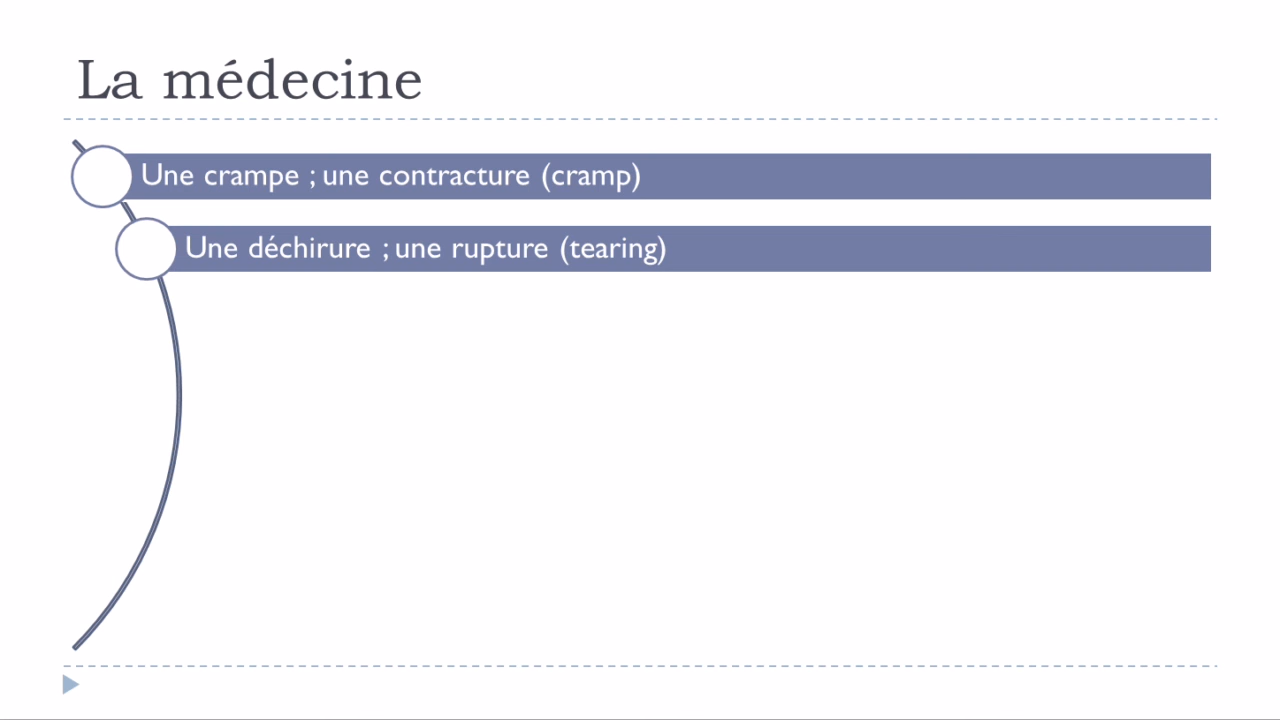 La médecine
Une crampe ; une contracture (cramp)
Une déchirure ; une rupture (tearing)